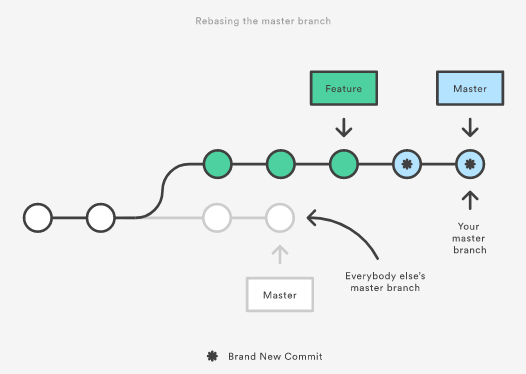 Rebasing the master branch
Feature
Master
Your
master
branch
Everybody else's
master branch
Master
Brand New Commit